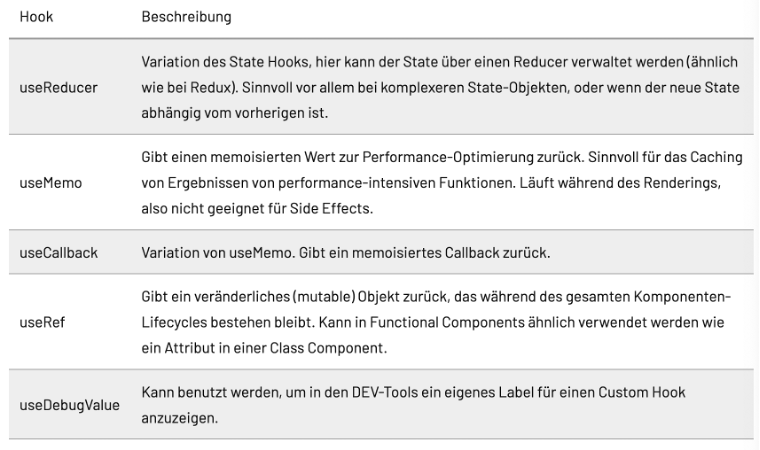 Hook Beschreibung
Variation des State Hooks, hier kann der State über einen Reducer verwaltet werden (ähnlich
useReducer wie bei Redux). Sinnvoll vor allem bei komplexeren State-Objekten, oder wenn der neue State
abhängig vom vorherigen ist.
Gibt einen memoisierten Wert zur Performance-Optimierung zurück. Sinnvoll für das Caching
useMemo von Ergebnissen von performance-intensiven Funktionen. Läuft während des Renderings,
also nicht geeignet für Side Effects.
useCallback Variation von useMemo. Gibt ein memoisiertes Callback zurück.
Gibt ein veränderliches (mutable) Objekt zurück, das während des gesamten Komponenten-
useRef Lifecycles bestehen bleibt. Kann in Functional Components ähnlich verwendet werden wie
ein Attribut in einer Class Component.
useDebugValue Kann benutzt werden, um in den DEV-Tools ein eigenes Label für einen Custom Hook
anzuzeigen.